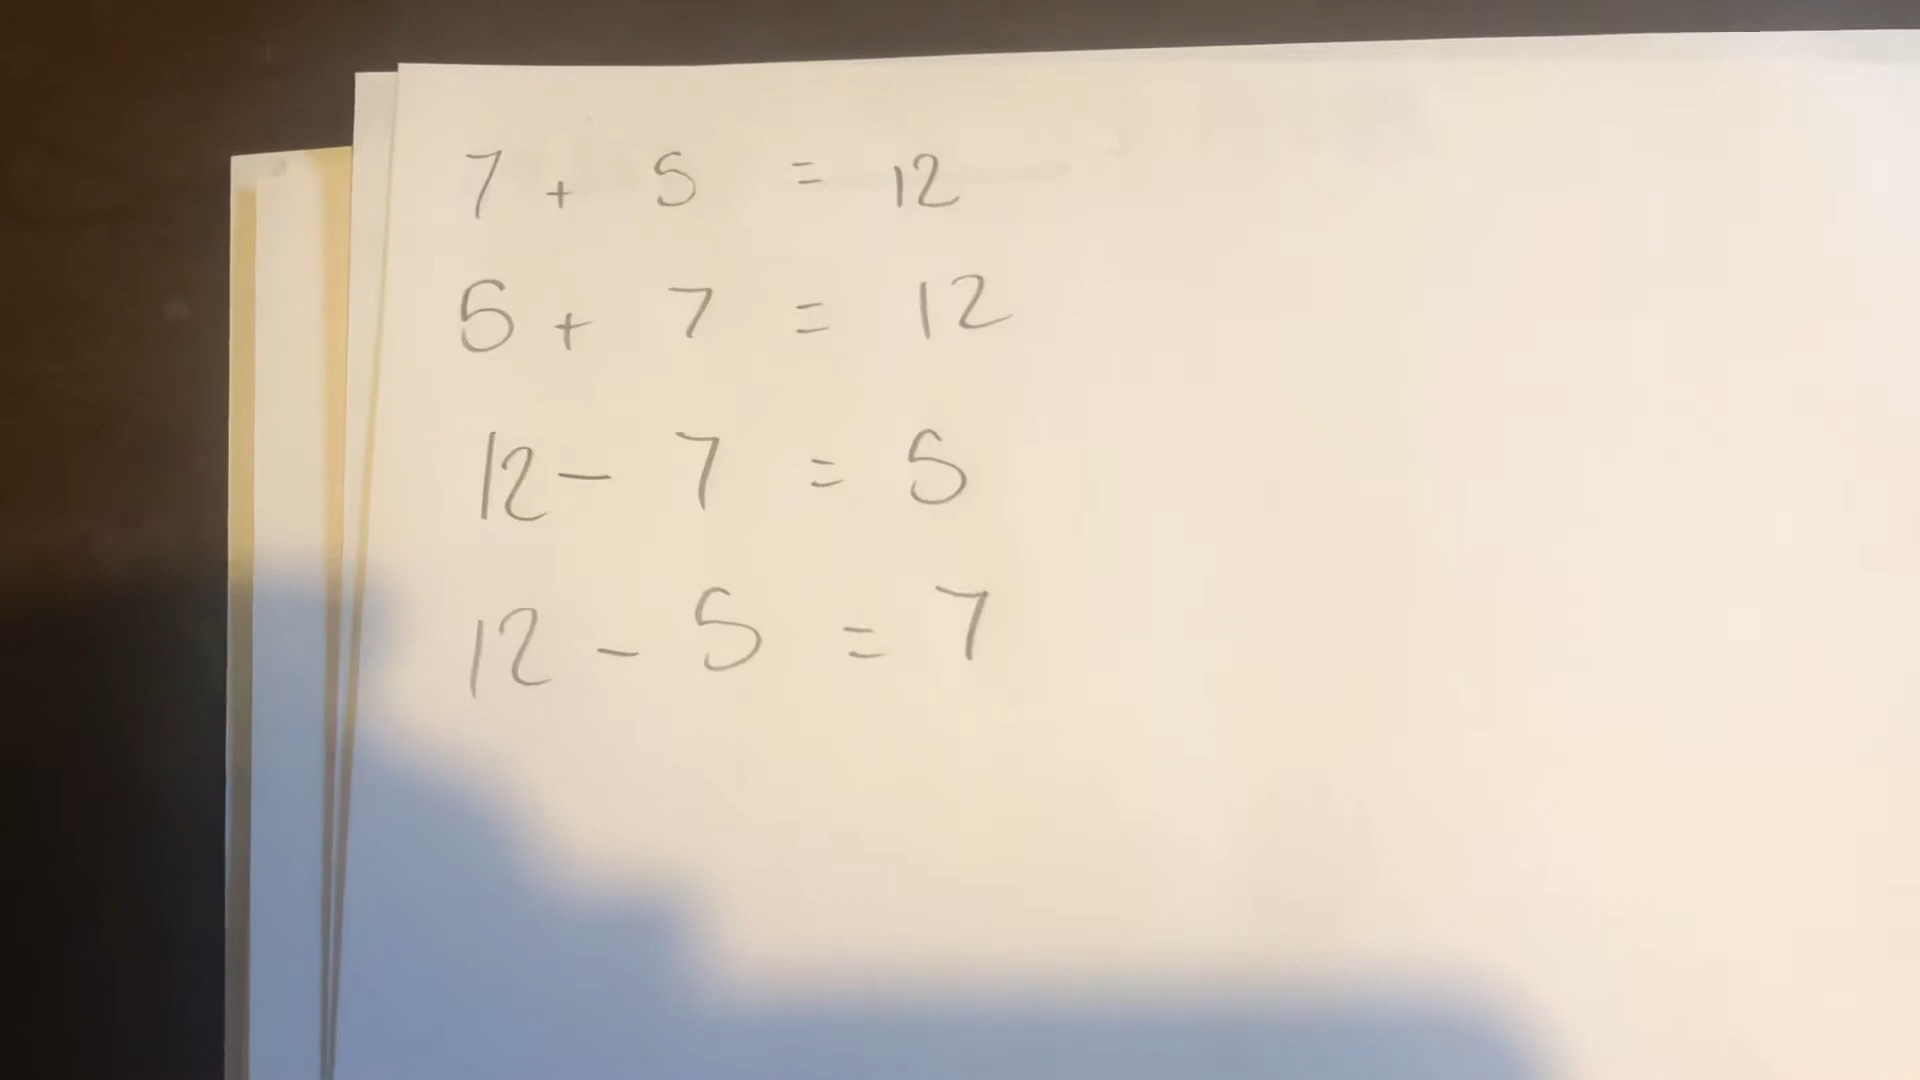 7 + 5 = 12
5 + 7 = 12
12 - 7 = 5
12 - 5 = 7